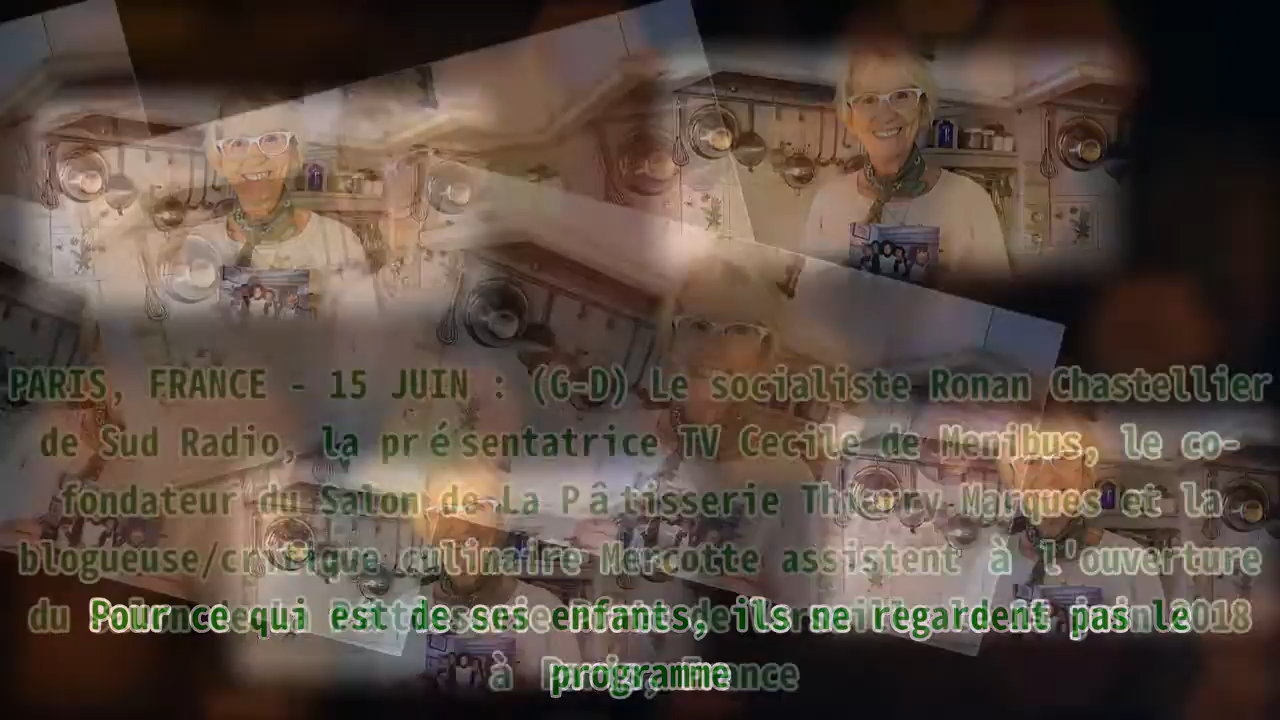 PARIS, FRANCE - 15 JUIN : (G-D) Le socialiste Ronan Chastellier
de Sud Radio, la présentatrice TV Cecile de Menibus, le co-
fondateur du Salon de La Pâtisserie Thierry Marques et la
blogueuse/critique culinaire Mercotte assistent à l'ouverture
du 2018
à France
Pour ce qui est de ses enfants, ils ne regardent pas le
programme